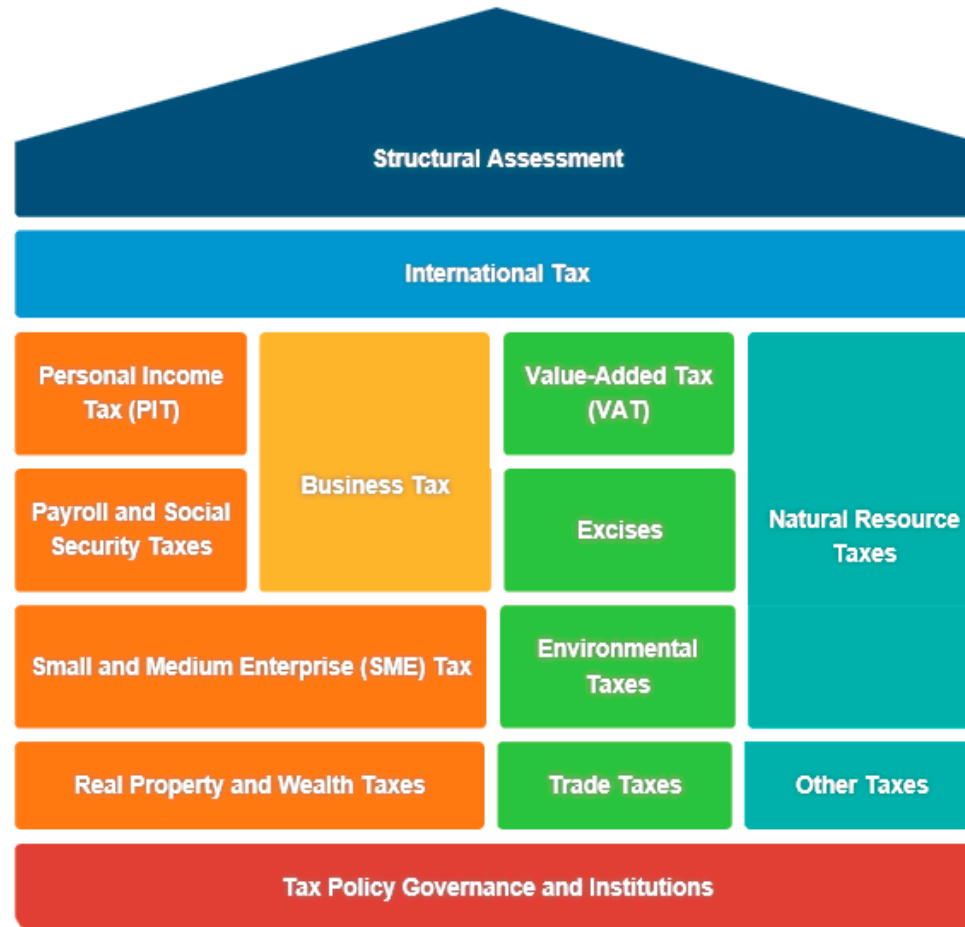 Structural Assessment
International Tax
Personal Income
Tax (PIT)
Business Tax
Value-Added Tax
(VAT)
Natural Resource
Taxes
Payroll and Social
Security Taxes
Excises
Small and Medium Enterprise (SME) Tax
Environmental
Taxes
Real Property and Wealth Taxes
Trade Taxes
Other Taxes
Tax Policy Governance and Institutions